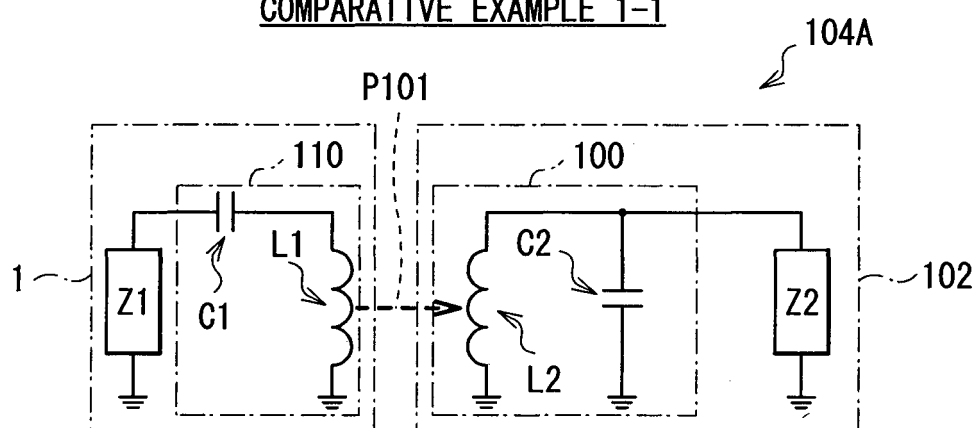 COMPARATIVE EXAMPLE 1-1
104A
P101
110
100
L1
C2
1
Z1
C1
Z2
102
L2